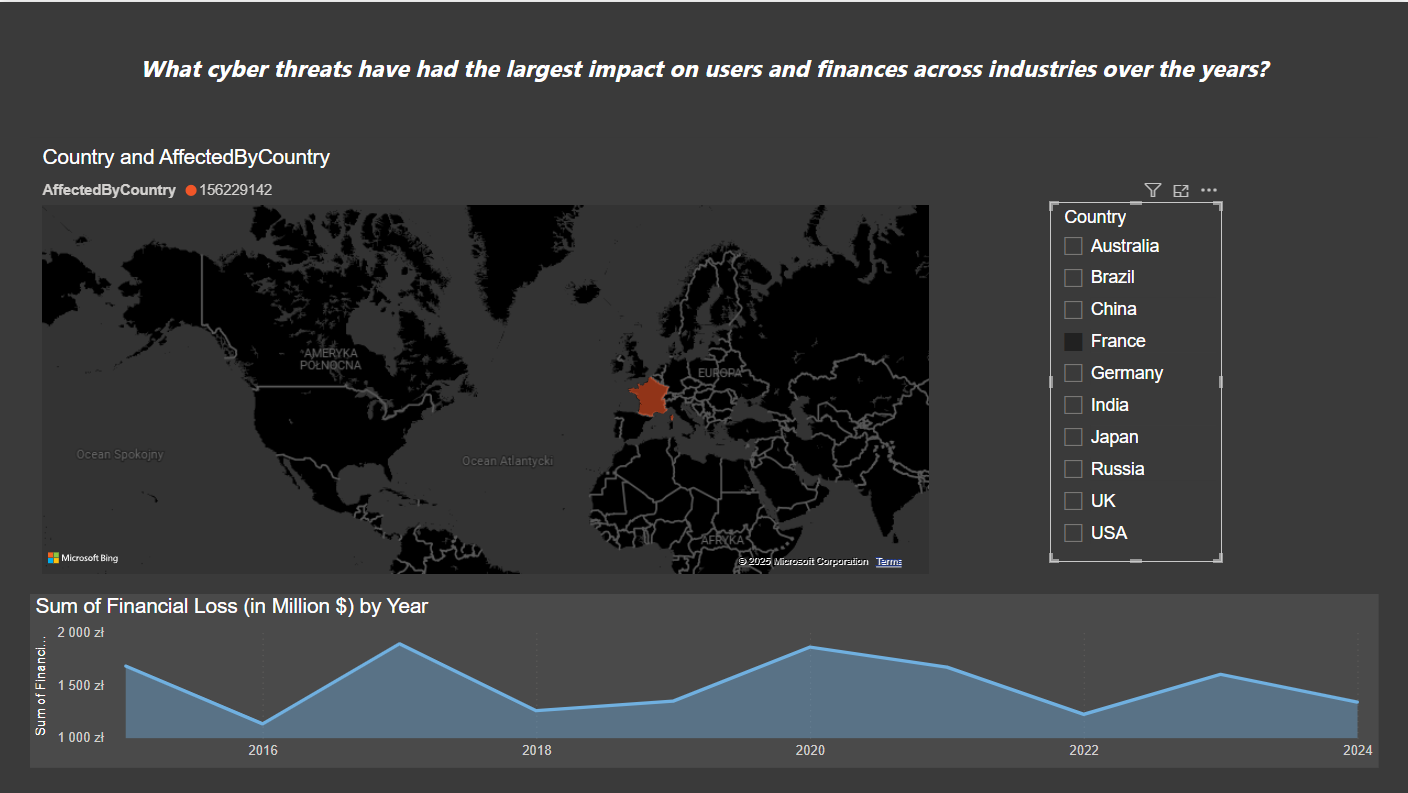 What cyber threats have had the largest impact on users and finances across industries over the years?
Country and AffectedByCountry
AffectedByCountry 156229142
AMERYKA
PÓŁNOCNA
EUROPA
Ocean Spokojny
Ocean Atlantycki
AFRYKA
Microsoft Bing
© 2025 Microsoft Corporation Terms
Country
Australia
Brazil
China
France
Germany
India
Japan
Russia
UK
USA
Sum of Financial Loss (in Million $) by Year
Sum of Financi...
2 000 zł
1 500 zł
1 000 zł
2016 2018 2020 2022 2024